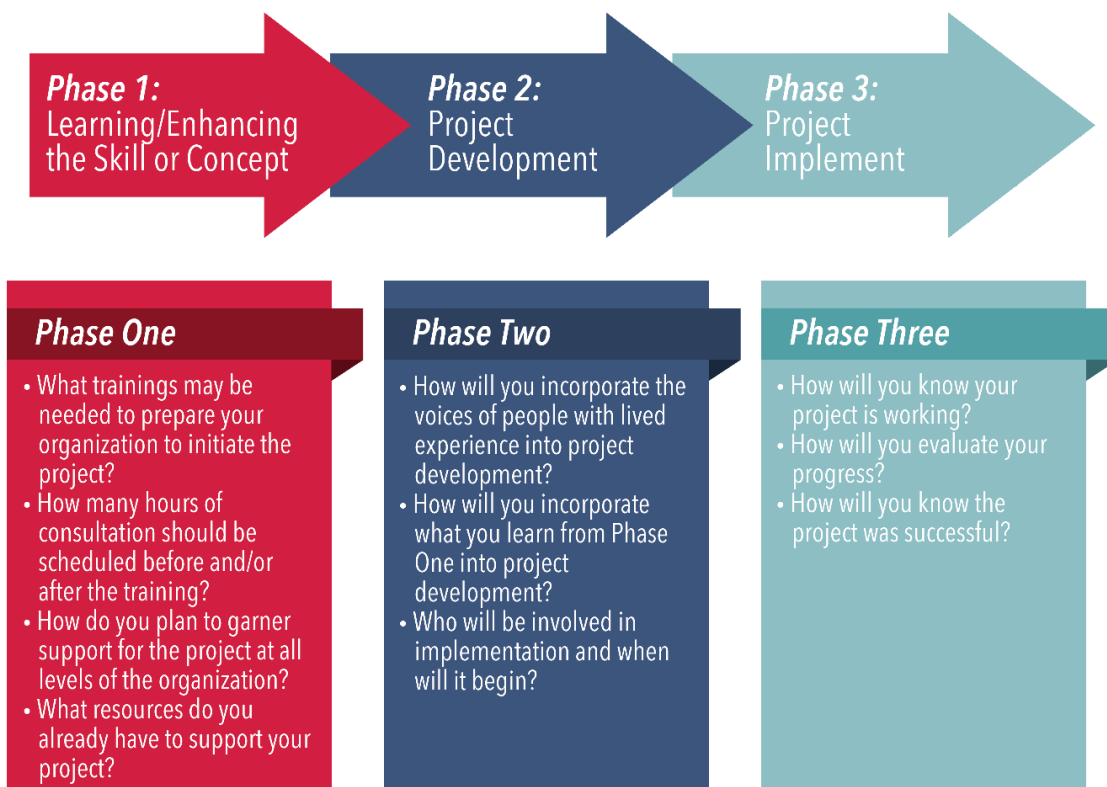 Phase 1:
Learning/Enhancing
the Skill or Concept
Phase 2:
Project
Development
Phase 3:
Project
Implement
Phase One
• What trainings may be
needed to prepare your
organization to initiate the
project?
• How many hours of
consultation should be
scheduled before and/or
after the training?
• How do you plan to garner
support for the project at all
levels of the organization?
• What resources do you
already have to support your
project?
Phase Two
• How will you incorporate the
voices of people with lived
experience into project
development?
• How will you incorporate
what you learn from Phase
One into project
development?
• Who will be involved in
implementation and when
will it begin?
Phase Three
• How will you know your
project is working?
• How will you evaluate your
progress?
• How will you know the
project was successful?